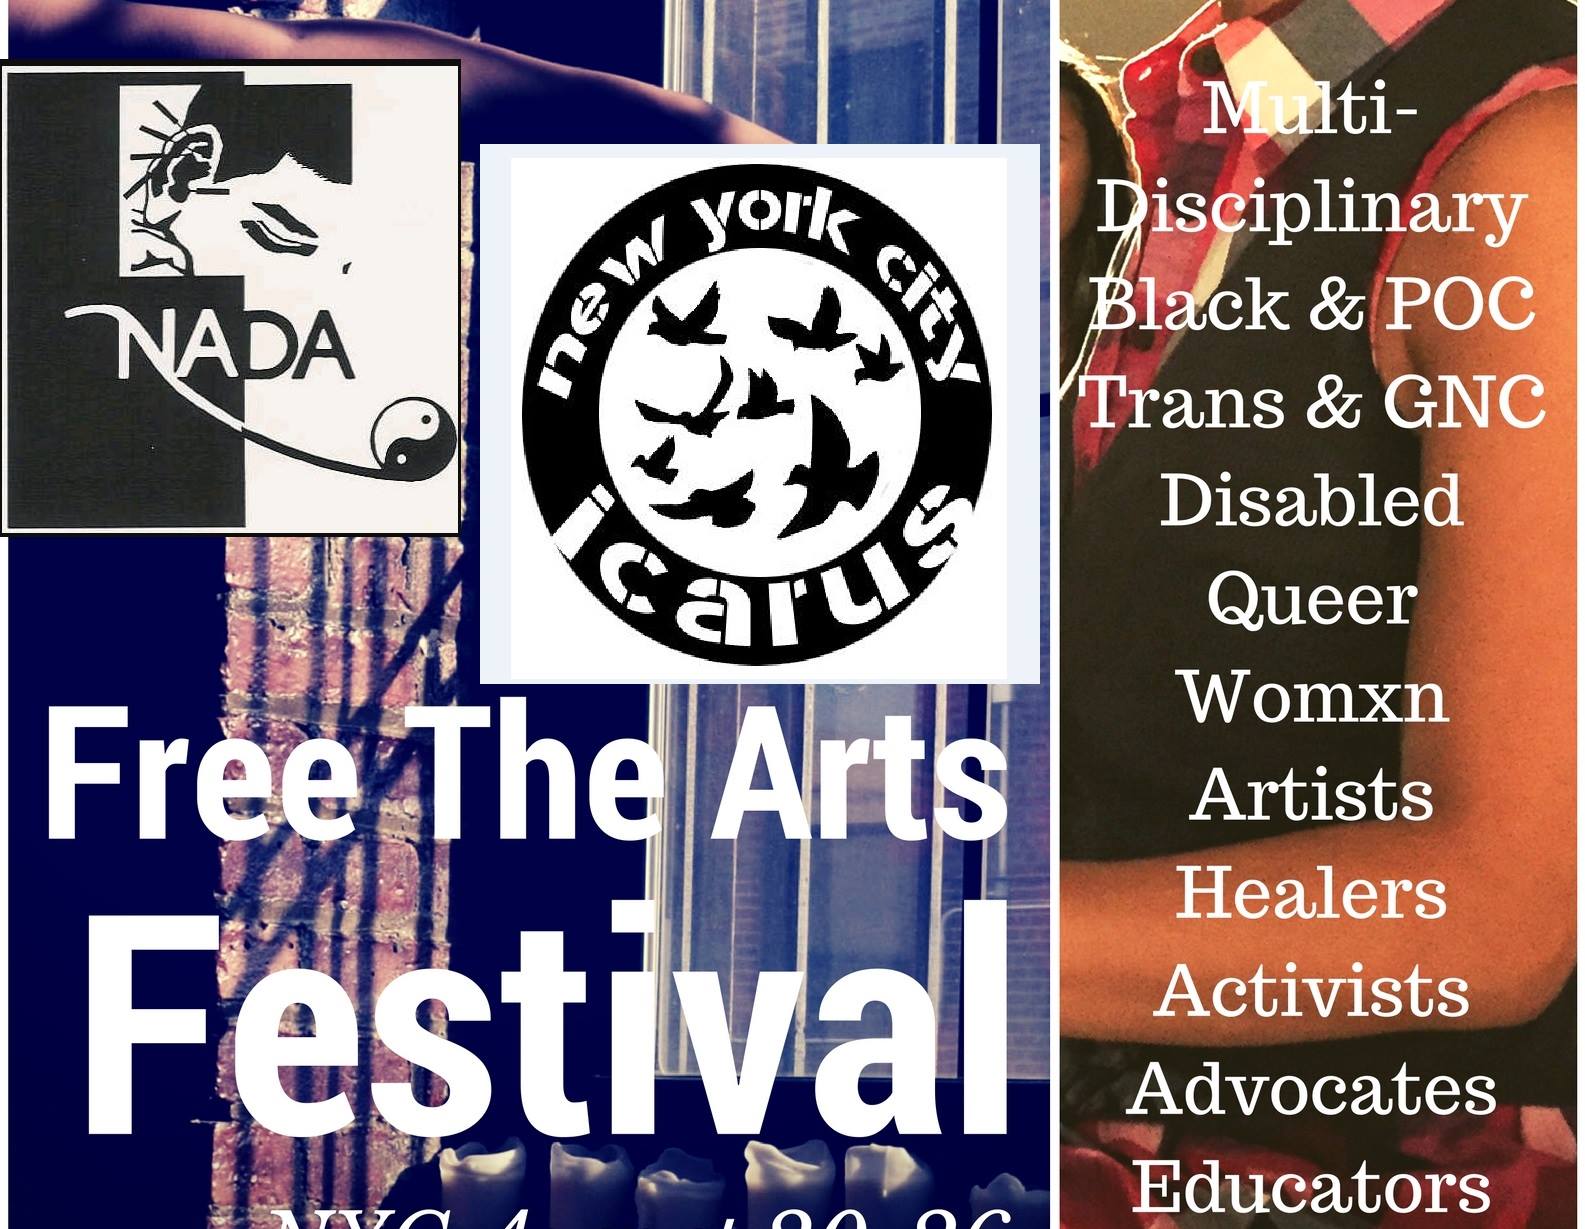 NADA
new york city
icarus
Free The Arts
Festival
Multi-
Disciplinary
Black & POC
Trans & GNC
Disabled
Queer
Womxn
Artists
Healers
Activists
Advocates
Educators